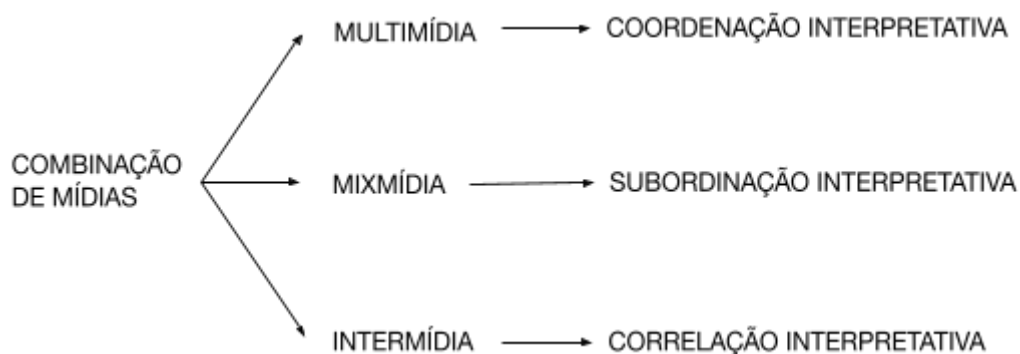 MULTIMÍDIA
COORDENAÇÃO INTERPRETATIVA
COMBINAÇÃO
DE MÍDIAS
MIXMÍDIA
SUBORDINAÇÃO INTERPRETATIVA
INTERMÍDIA
CORRELAÇÃO INTERPRETATIVA